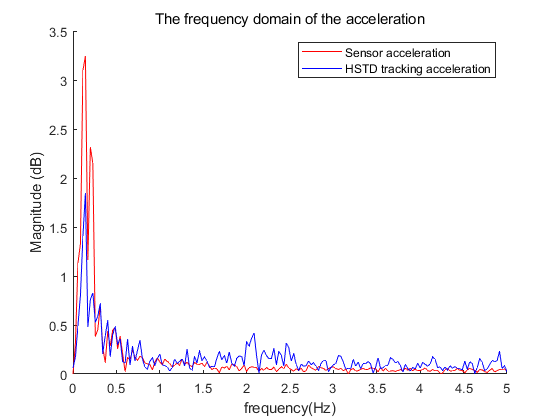 The frequency domain of the acceleration
Sensor acceleration
HSTD tracking acceleration
Magnitude (dB)
3.5
3
2.5
2
1.5
1
0.5
0
0 0.5 1 1.5 2 2.5 3 3.5 4 4.5 5
frequency(Hz)